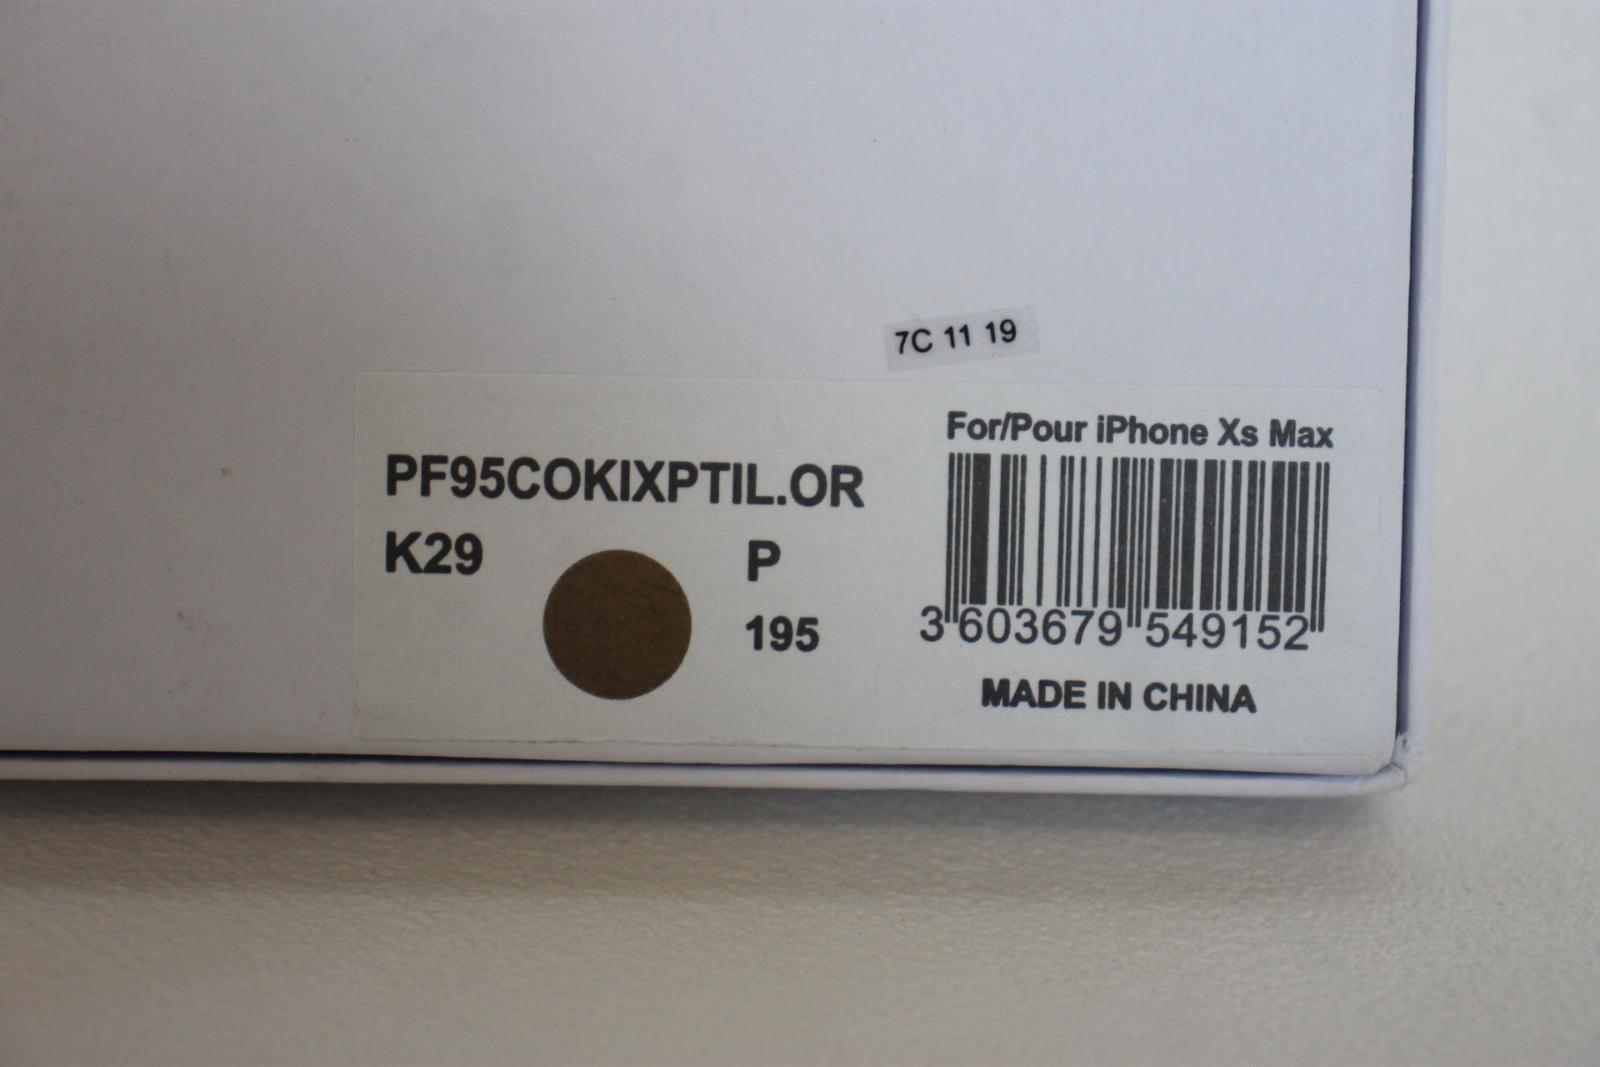 7C 11 19
For/Pour iPhone Xs Max
PF95COKIXPTIL.OR
K29
P
195
3 603679 549152
MADE IN CHINA